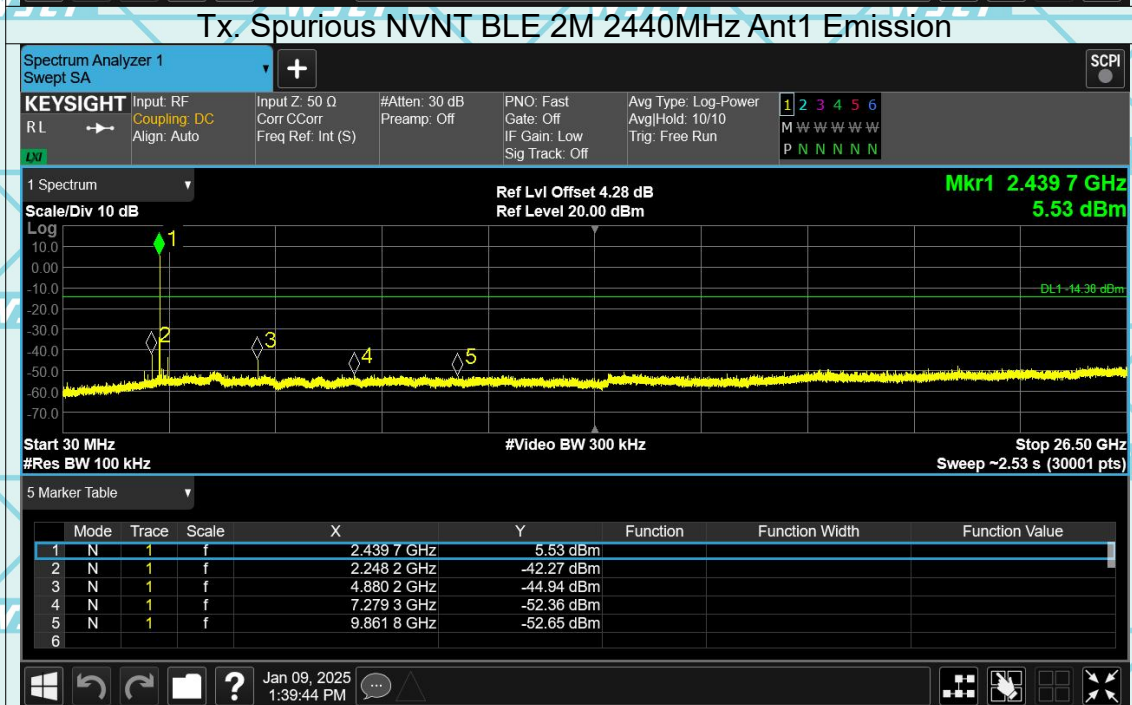 Tx. Spurious NVNT BLE 2M 2440MHz Ant1 Emission
Spectrum Analyzer 1
Swept SA
+
SCPI
KEYSIGHT
RL
LXI
Input: RF
Coupling: DC
Align: Auto
Input Z: 50 Ω
Corr CCorr
Freq Ref: Int (S)
#Atten: 30 dB
Preamp: Off
PNO: Fast
Gate: Off
IF Gain: Low
Sig Track: Off
Avg Type: Log-Power
Avg|Hold: 10/10
Trig: Free Run
1 2 3 4 5 6
M W W W W W
P N N N N N
1 Spectrum
Ref Lvl Offset 4.28 dB
Mkr1 2.439 7 GHz
Scale/Div 10 dB
Ref Level 20.00 dBm
5.53 dBm
Log
10.0
0.00
-10.0
-20.0
-30.0
-40.0
-50.0
-60.0
-70.0
1
2
3
4
5
DL1 -14.38 dBm
Start 30 MHz
#Video BW 300 kHz
Stop 26.50 GHz
#Res BW 100 kHz
Sweep ~2.53 s (30001 pts)
5 Marker Table
Mode Trace Scale X Y Function Function Width Function Value
1 N 1 f 2.439 7 GHz 5.53 dBm
2 N 1 f 2.248 2 GHz -42.27 dBm
3 N 1 f 4.880 2 GHz -44.94 dBm
4 N 1 f 7.279 3 GHz -52.36 dBm
5 N 1 f 9.861 8 GHz -52.65 dBm
6
?
Jan 09, 2025
1:39:44 PM